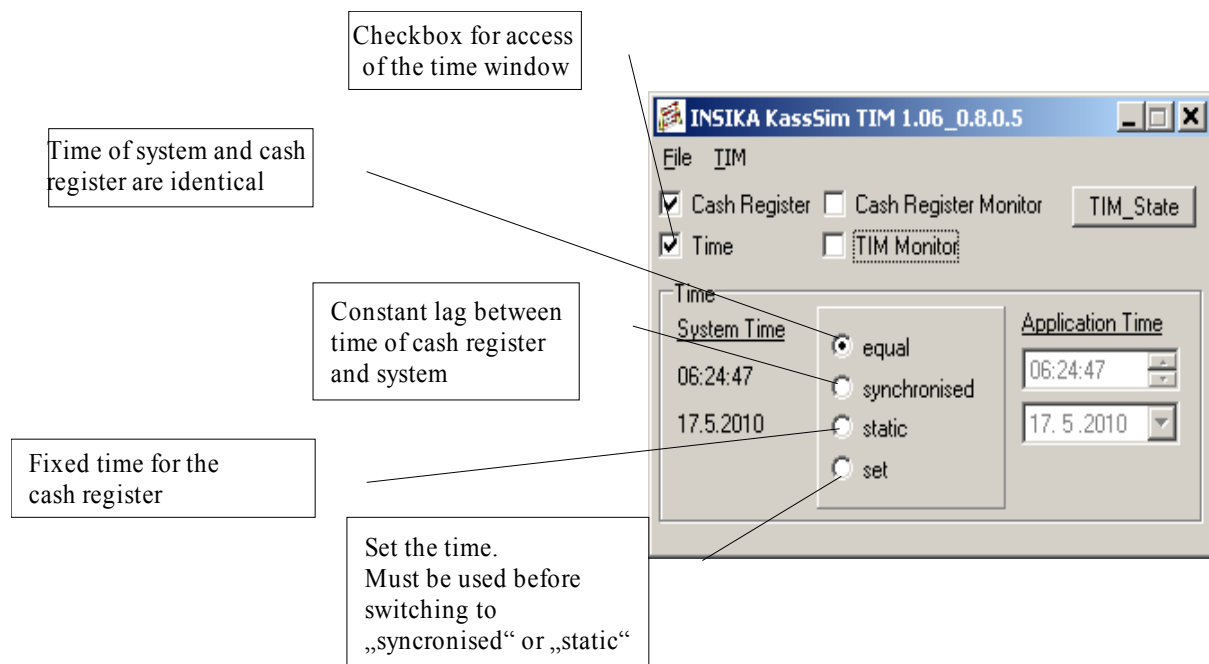 Checkbox for access
of the time window
Time of system and cash
register are identical
Constant lag between
time of cash register
and system
Fixed time for the
cash register
Set the time.
Must be used before
switching to
„syncronised“ or „static“
INSIKA KassSim TIM 1.06_0.8.0.5
File TIM
Cash Register Cash Register Monitor TIM_State
Time TIM Monitor
Time
System Time
06:24:47
17.5.2010
equal
synchronised
static
set
Application Time
06:24:47
17. 5 .2010